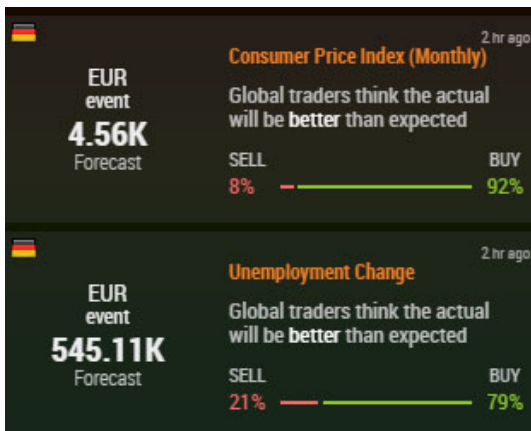 2 hr ago
Consumer Price Index (Monthly)
EUR
event
4.56K
Forecast
Global traders think the actual
will be better than expected
SELL BUY
8% 92%
2 hr ago
Unemployment Change
EUR
event
545.11K
Forecast
Global traders think the actual
will be better than expected
SELL BUY
21% 79%